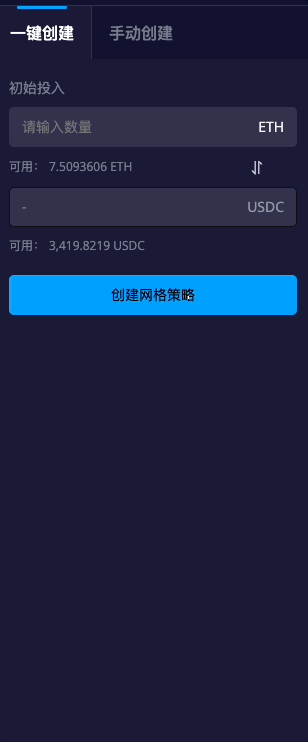 一键创建 手动创建
初始投入
请输入数量 ETH
可用： 7.5093606 ETH
- USDC
可用： 3,419.8219 USDC
创建网格策略